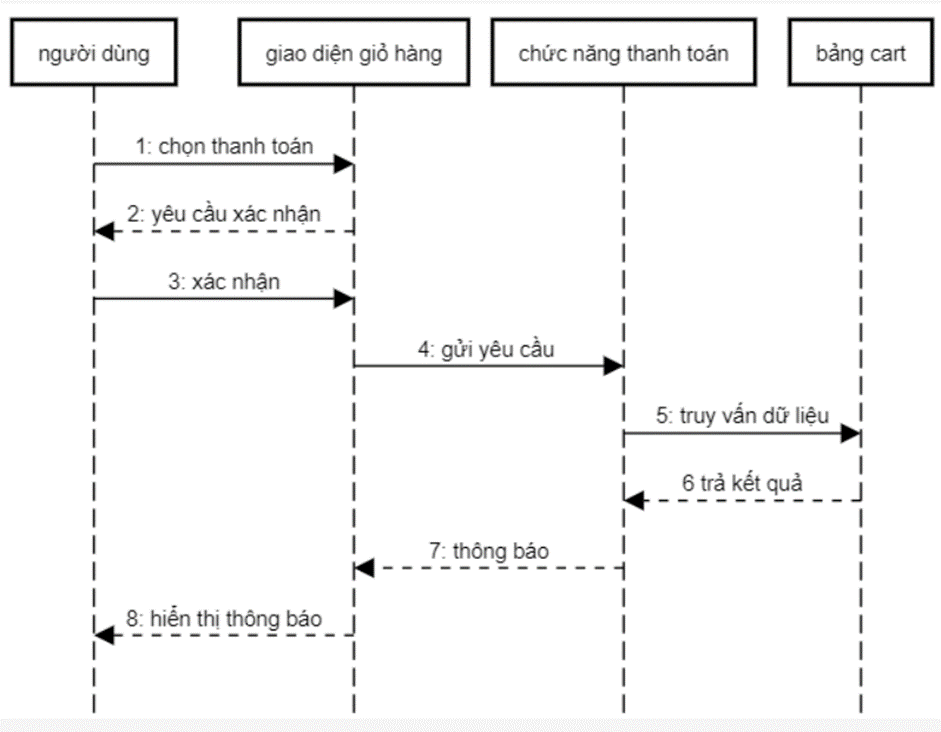 người dùng
giao diện giỏ hàng
chức năng thanh toán
bảng cart
1: chọn thanh toán
2: yêu cầu xác nhận
3: xác nhận
4: gửi yêu cầu
5: truy vấn dữ liệu
6 trả kết quả
7: thông báo
8: hiển thị thông báo